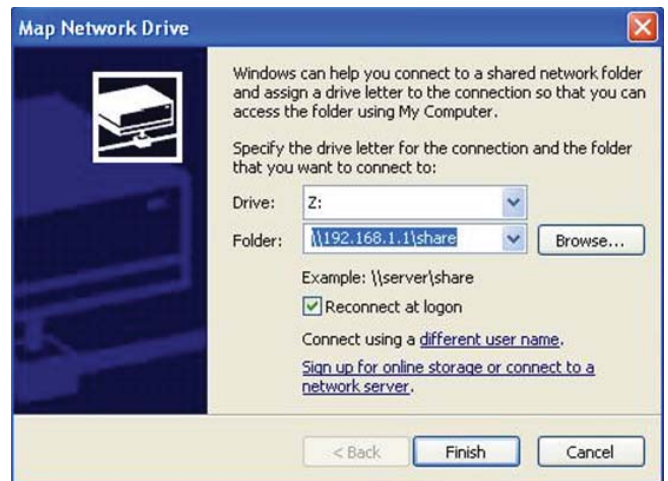 Map Network Drive
Windows can help you connect to a shared network folder
and assign a drive letter to the connection so that you can
access the folder using My Computer.
Specify the drive letter for the connection and the folder
that you want to connect to:
Drive: Z:
Folder: \\192.168.1.1\share Browse...
Example: \\server\share
Reconnect at logon
Connect using a different user name.
Sign up for online storage or connect to a
network server.
< Back Finish Cancel